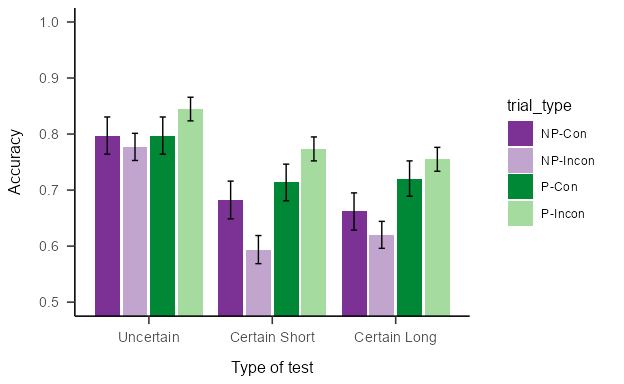 1.0
0.9
0.8
0.7
0.6
0.5
Accuracy
Uncertain
Certain Short
Certain Long
Type of test
trial_type
NP-Con
NP-Incon
P-Con
P-Incon